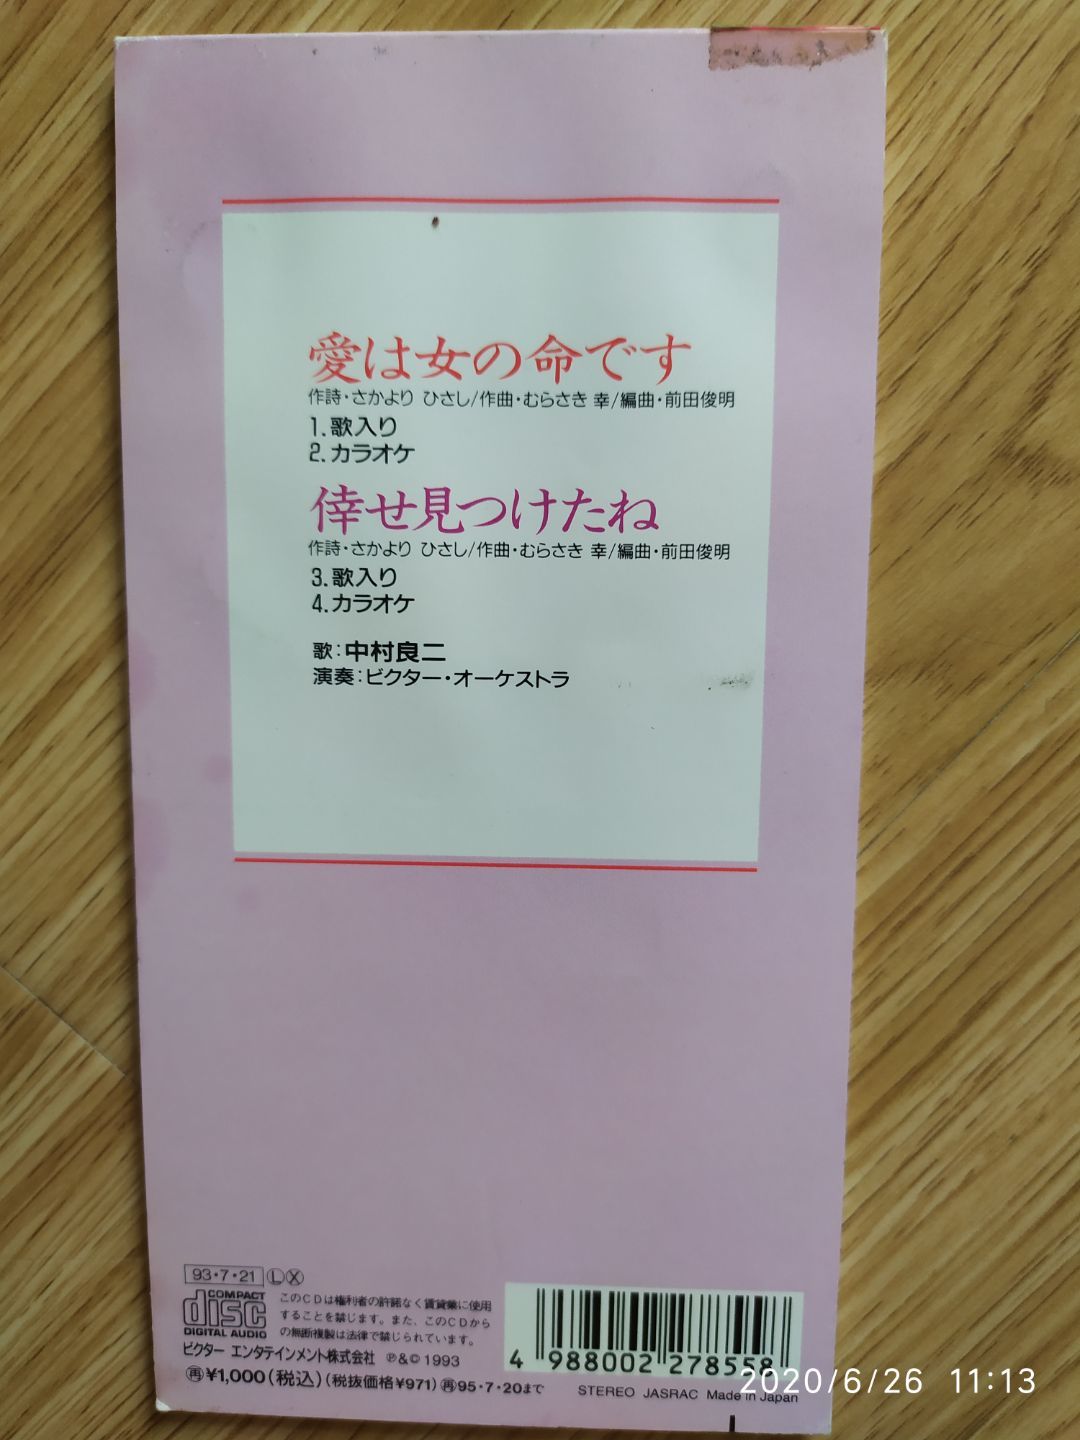 愛は女の命です
作詩・さかより ひさし/作曲・むらさき 幸/編曲・前田俊明
1.歌入り
2.カラオケ
倖せ見つけたね
作詩・さかより ひさし/作曲・むらさき 幸/編曲・前田俊明
3.歌入り
4.カラオケ
歌:中村良二
演奏:ビクター・オーケストラ
93・7・21 Ⓛ Ⓧ
COMPACT
disc
DIGITAL AUDIO
このCDは権利者の許諾なく賃貸業に使用
することを禁じます。また、このCDから
の無断複製は法律で禁じられています。
ビクター エンタテインメント株式会社 ℗&© 1993
再¥1,000(税込)(税抜価格¥971)再95・7・20まで
4 988002 278558
STEREO JASRAC Made in Japan
2020/6/26 11:13